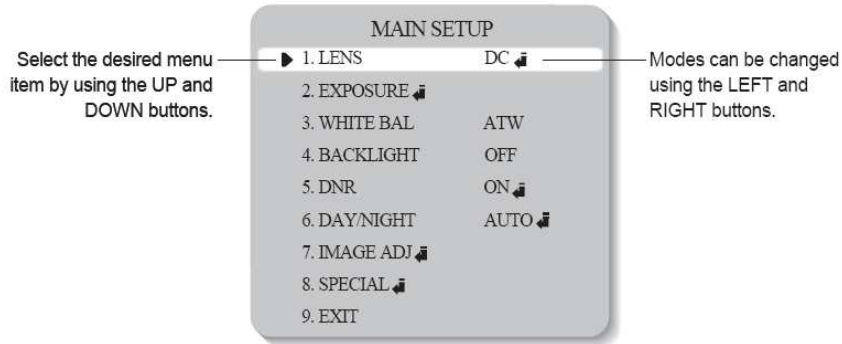 MAIN SETUP
Select the desired menu
item by using the UP and
DOWN buttons.
1. LENS DC
Modes can be changed
using the LEFT and
RIGHT buttons.
2. EXPOSURE
3. WHITE BAL ATW
4. BACKLIGHT OFF
5. DNR ON
6. DAY/NIGHT AUTO
7. IMAGE ADJ
8. SPECIAL
9. EXIT